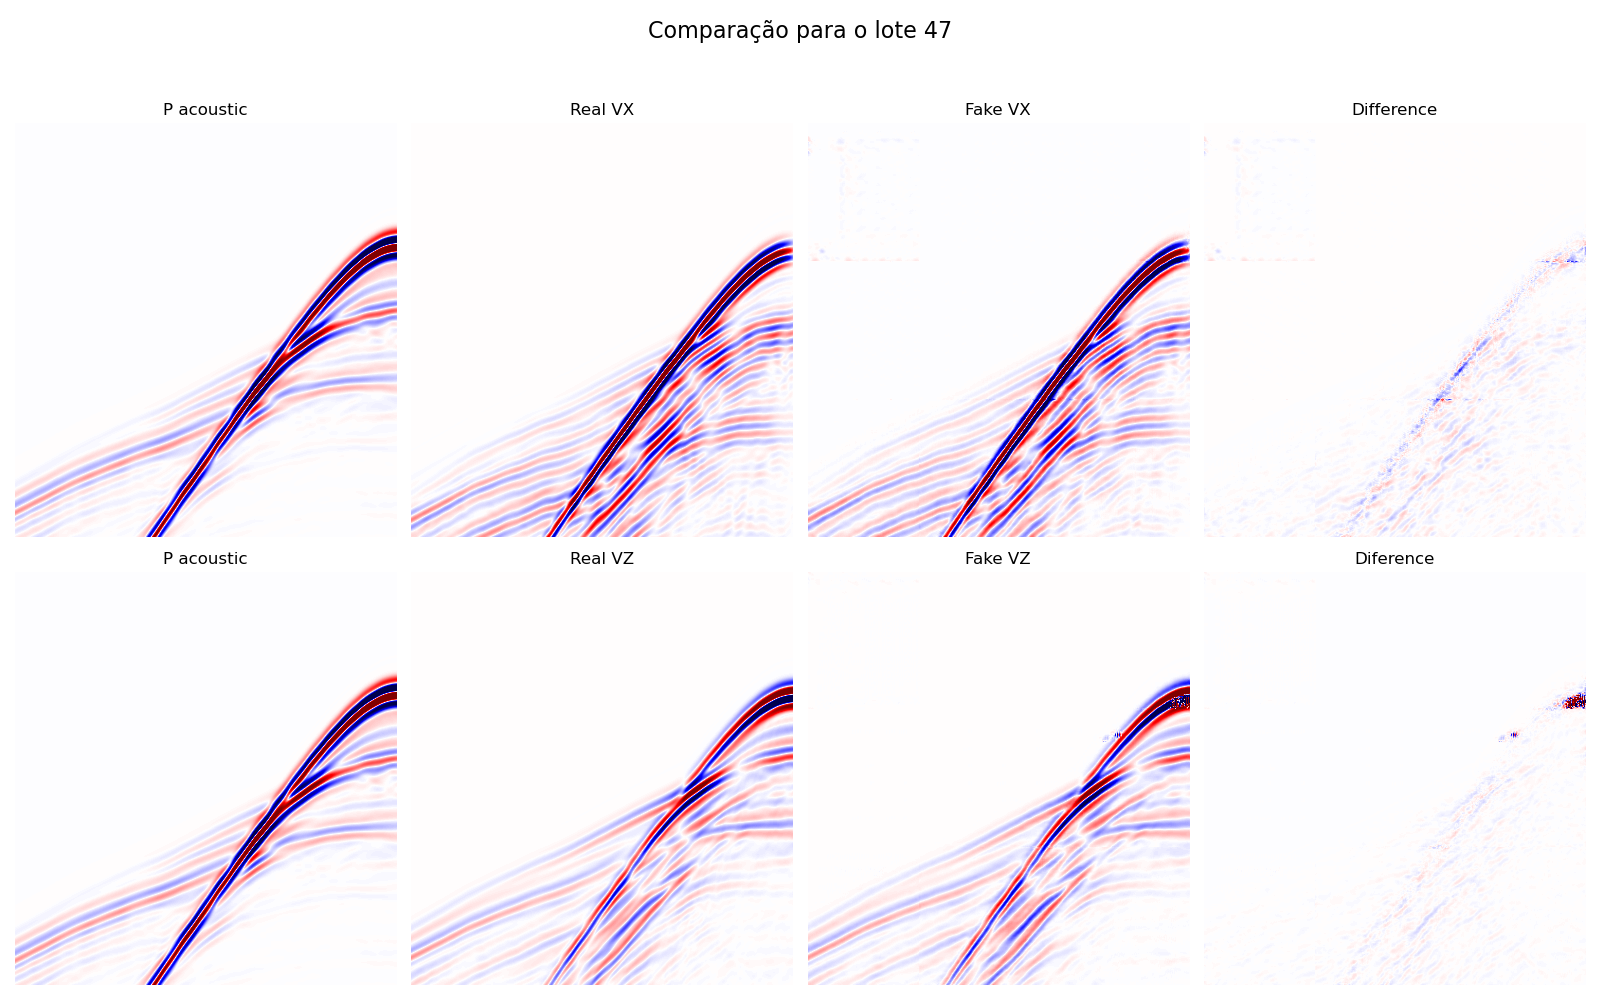 Comparação para o lote 47
P acoustic
Real VX
Fake VX
Difference
P acoustic
Real VZ
Fake VZ
Diference